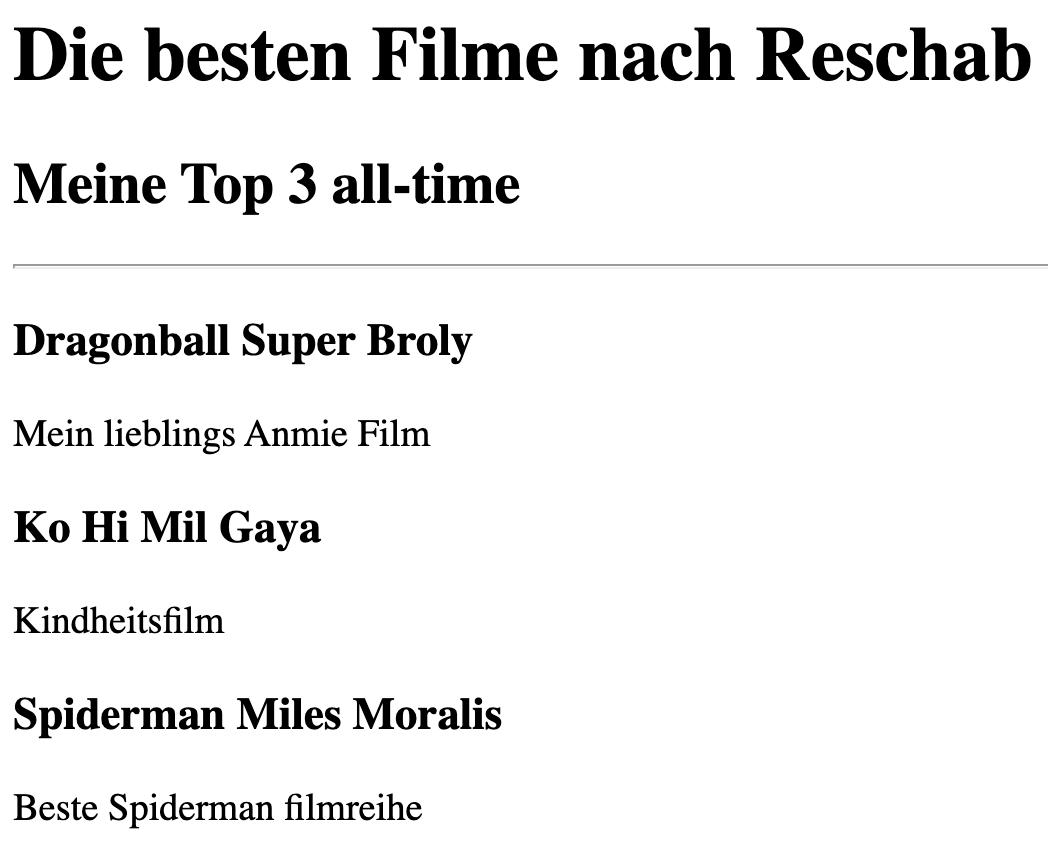 Die besten Filme nach Reschab
Meine Top 3 all-time
Dragonball Super Broly
Mein lieblings Anmie Film
Ko Hi Mil Gaya
Kindheitsfilm
Spiderman Miles Moralis
Beste Spiderman filmreihe